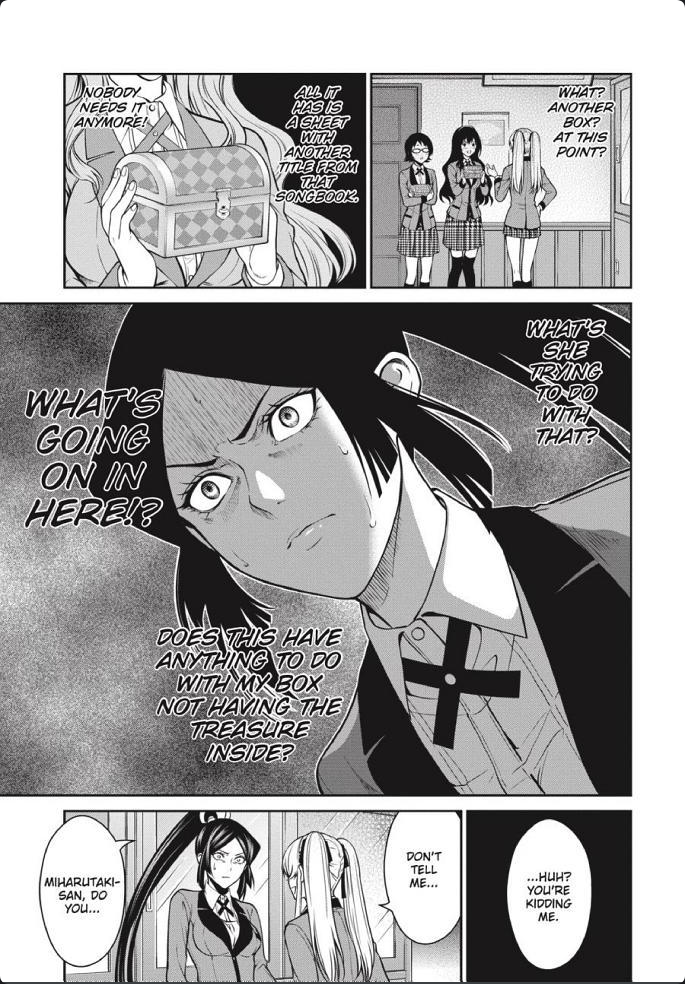 WHAT?
ANOTHER
BOX?
AT THIS
POINT?
ALL IT
HAS IS
A SHEET
WITH
ANOTHER
TITLE FROM
THAT
SONGBOOK.
NOBODY
NEEDS IT
ANYMORE!
WHAT'S
SHE
TRYING
TO DO
WITH
THAT?
WHAT'S
GOING
ON IN
HERE!?
DOES THIS HAVE
ANYTHING TO DO
WITH MY BOX
NOT HAVING THE
TREASURE
INSIDE?
...HUH?
YOU'RE
KIDDING
ME.
DON'T
TELL
ME...
MIHARUTAKI-
SAN, DO
YOU...